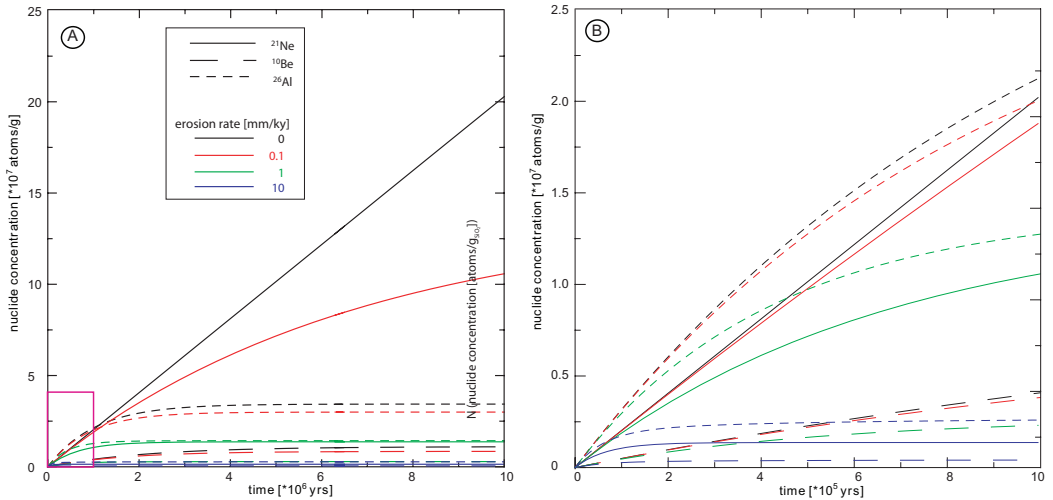 A
25
20
15
10
5
0
nuclide concentration [*10⁷ atoms/g]
0
2
4
6
8
10
time [*10⁶ yrs]
²¹Ne
¹⁰Be
²⁶Al
erosion rate [mm/ky]
0
0.1
1
10
N (nuclide concentration [atoms/g_SiO₂])
B
2.5
2.0
1.5
1.0
0.5
0
nuclide concentration [*10⁷ atoms/g]
0
2
4
6
8
10
time [*10⁵ yrs]